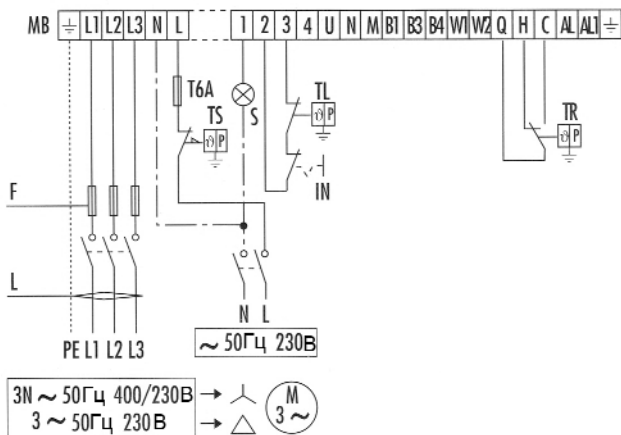 MB ⏚ L1 L2 L3 N L 1 2 3 4 U N M B1 B3 B4 W1 W2 Q H C AL AL1 ⏚
T6A
TS
ϑ P
S
TL
ϑ P
IN
TR
ϑ P
F
L
N L
PE L1 L2 L3
~ 50Гц 230В
3N ~ 50Гц 400/230В
3 ~ 50Гц 230В
M
3 ~